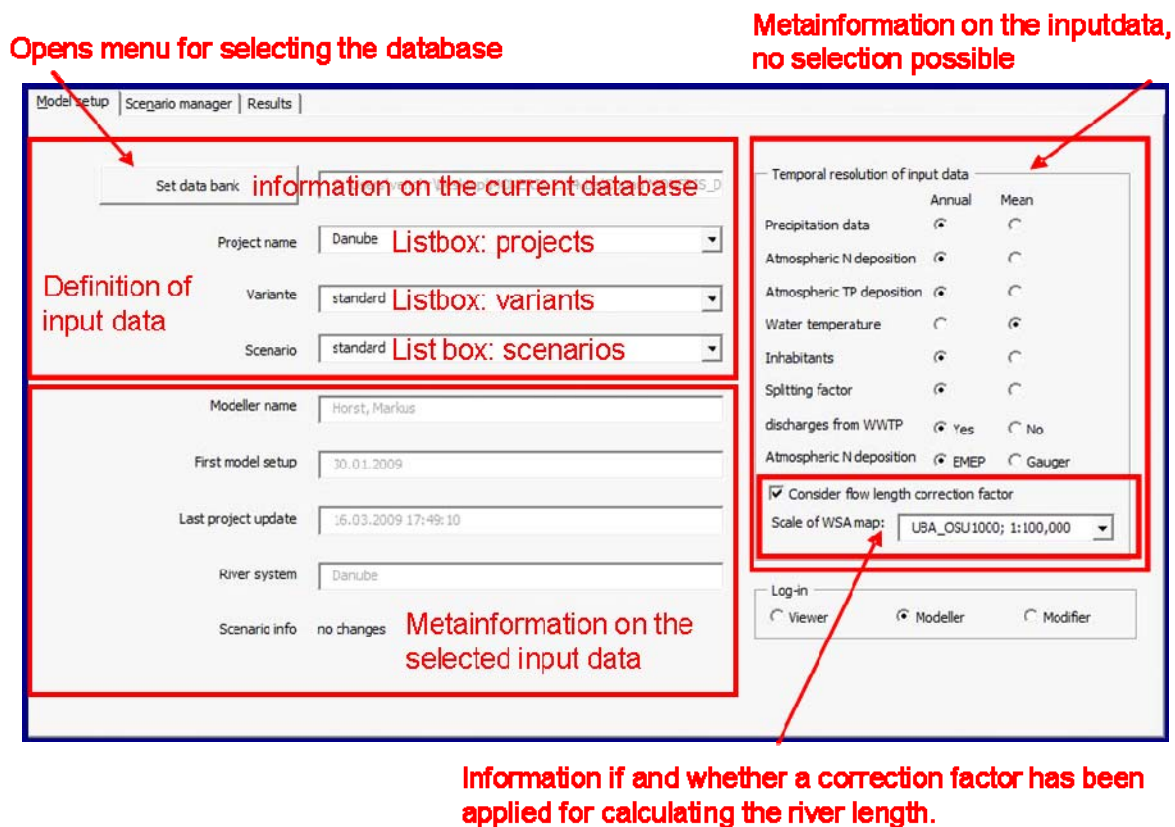 Opens menu for selecting the database
Metainformation on the inputdata,
no selection possible
Model setup Scenario manager Results
Set data bank information on the current database
Project name Danube Listbox: projects
Definition of
input data
Variante standard Listbox: variants
Scenario standard List box: scenarios
Modeller name Horst, Markus
First model setup 30.01.2009
Last project update 16.03.2009 17:49:10
River system Danube
Scenaric info no changes
Metainformation on the
selected input data
Temporal resolution of input data
Annual Mean
Precipitation data
Atmospheric N deposition
Atmospheric TP deposition
Water temperature
Inhabitants
Splitting factor
discharges from WWTP Yes No
Atmospheric N deposition EMEP Gauger
Consider flow length correction factor
Scale of WSA map: UBA_OSU1000; 1:100,000
Log-in
Viewer Modeller Modifier
Information if and whether a correction factor has been
applied for calculating the river length.